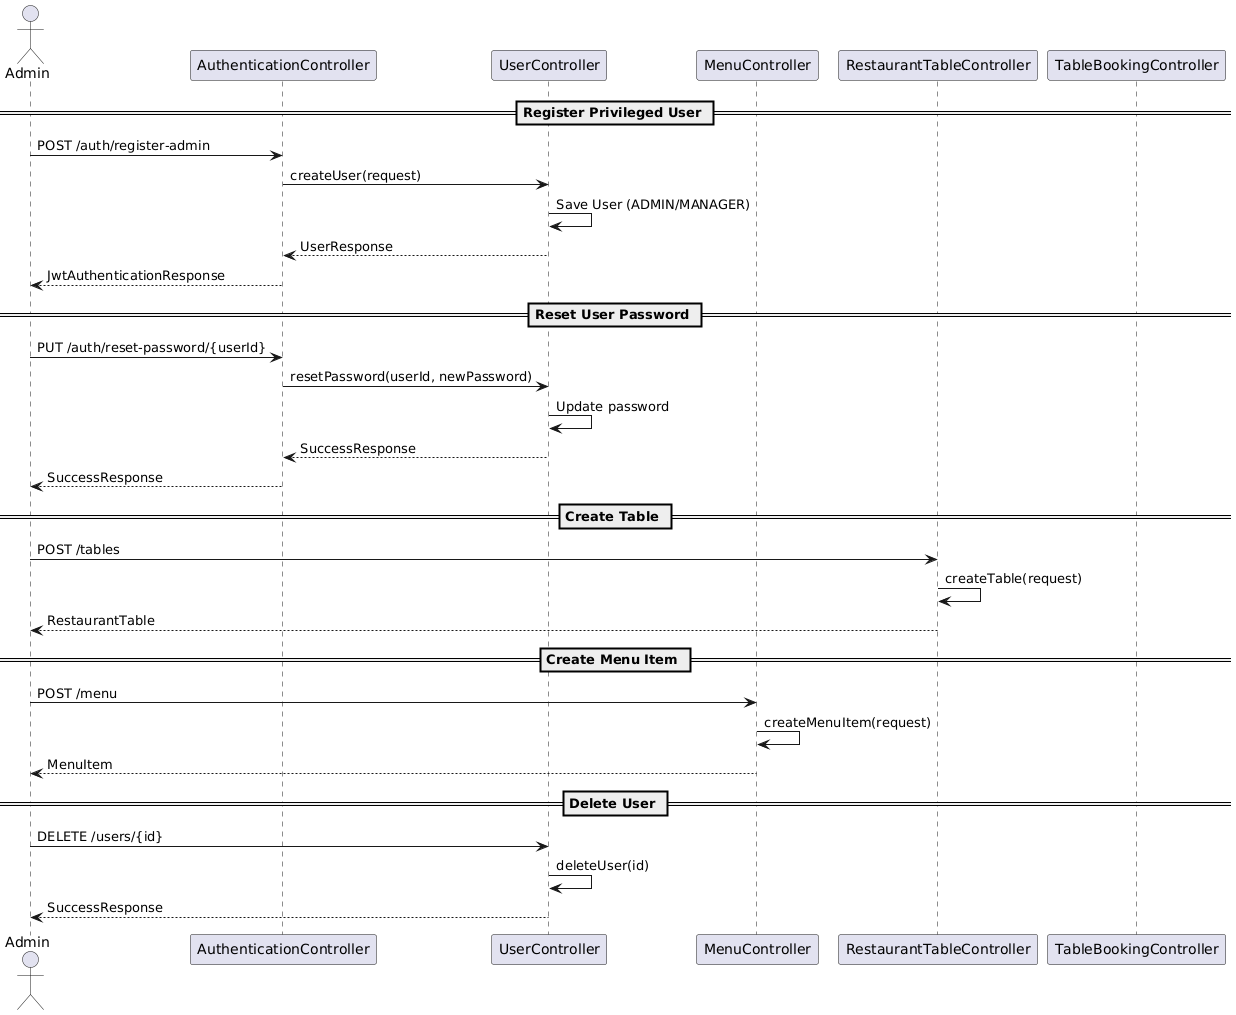 Admin
AuthenticationController
UserController
MenuController
RestaurantTableController
TableBookingController
Register Privileged User
POST /auth/register-admin
createUser(request)
Save User (ADMIN/MANAGER)
UserResponse
JwtAuthenticationResponse
Reset User Password
PUT /auth/reset-password/{userId}
resetPassword(userId, newPassword)
Update password
SuccessResponse
SuccessResponse
Create Table
POST /tables
createTable(request)
RestaurantTable
Create Menu Item
POST /menu
createMenuItem(request)
MenuItem
Delete User
DELETE /users/{id}
deleteUser(id)
SuccessResponse
Admin
AuthenticationController
UserController
MenuController
RestaurantTableController
TableBookingController